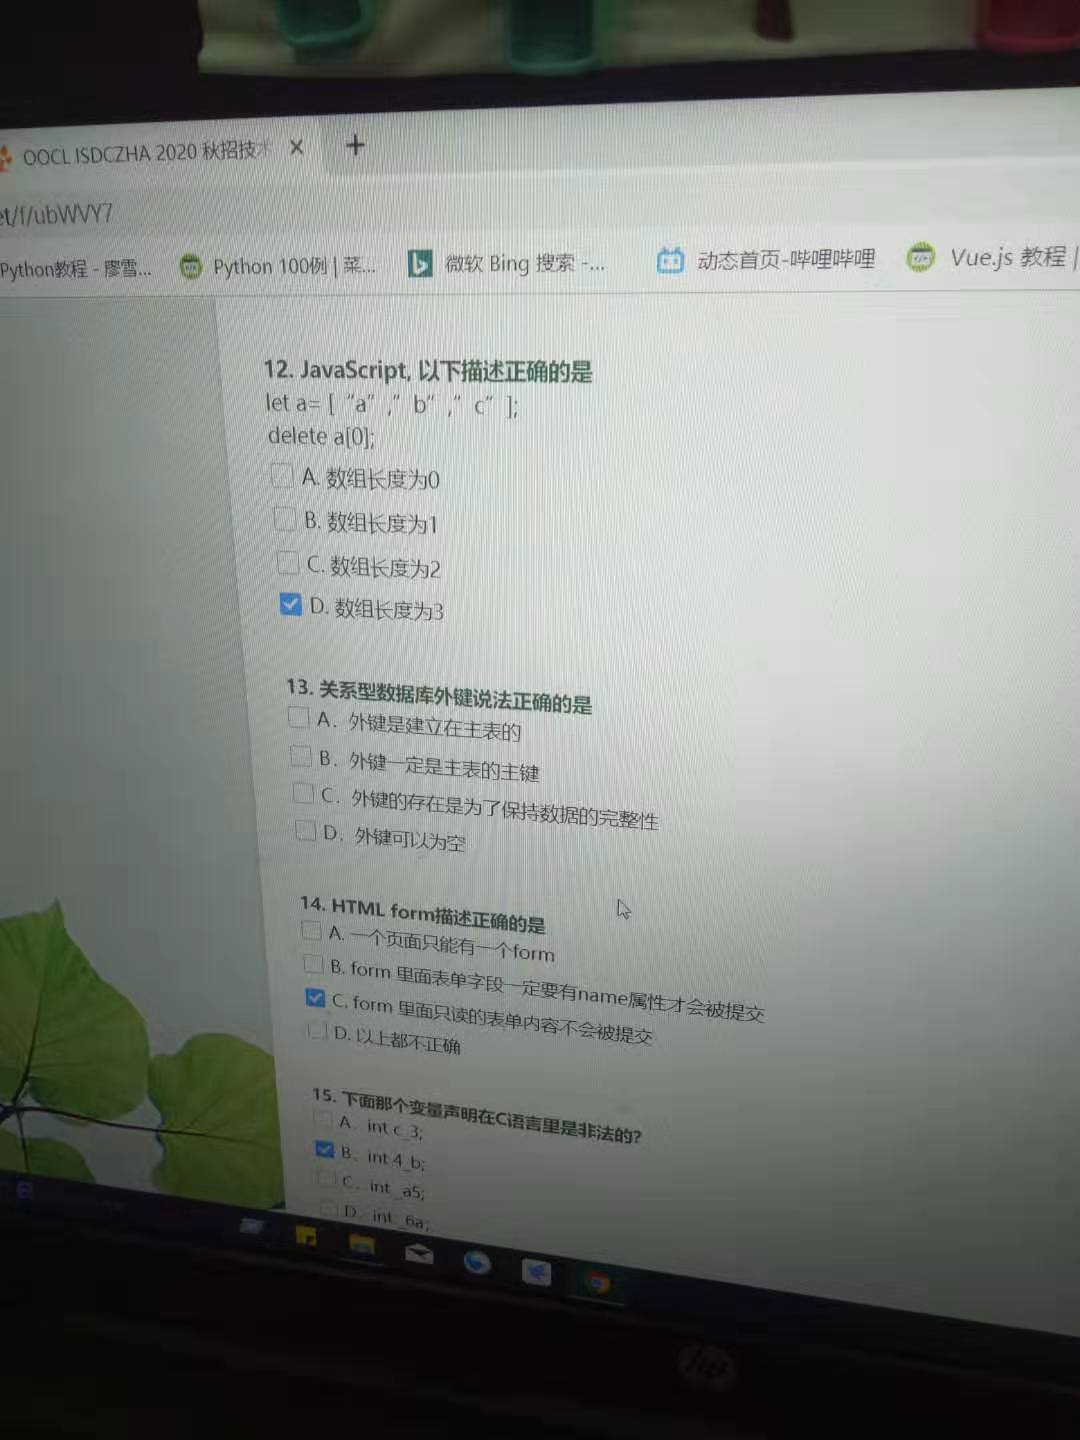 OOCL ISDCZHA 2020 秋招技术
et/f/ubWVY7
Python教程 - 廖雪...
Python 100例 | 菜...
微软 Bing 搜索 -...
动态首页-哔哩哔哩
Vue.js 教程 |
12. JavaScript, 以下描述正确的是
let a= [ “a” ,” b” ,” c” ];
delete a[0];
A. 数组长度为0
B. 数组长度为1
C. 数组长度为2
D. 数组长度为3
13. 关系型数据库外键说法正确的是
A. 外键是建立在主表的
B. 外键一定是主表的主键
C. 外键的存在是为了保持数据的完整性
D. 外键可以为空
14. HTML form描述正确的是
A. 一个页面只能有一个form
B. form 里面表单字段一定要有name属性才会被提交
C. form 里面只读的表单内容不会被提交
D. 以上都不正确
15. 下面那个变量声明在C语言里是非法的?
A. int c_3;
B. int 4_b;
C. int _a5;
D. int _6a;
hp